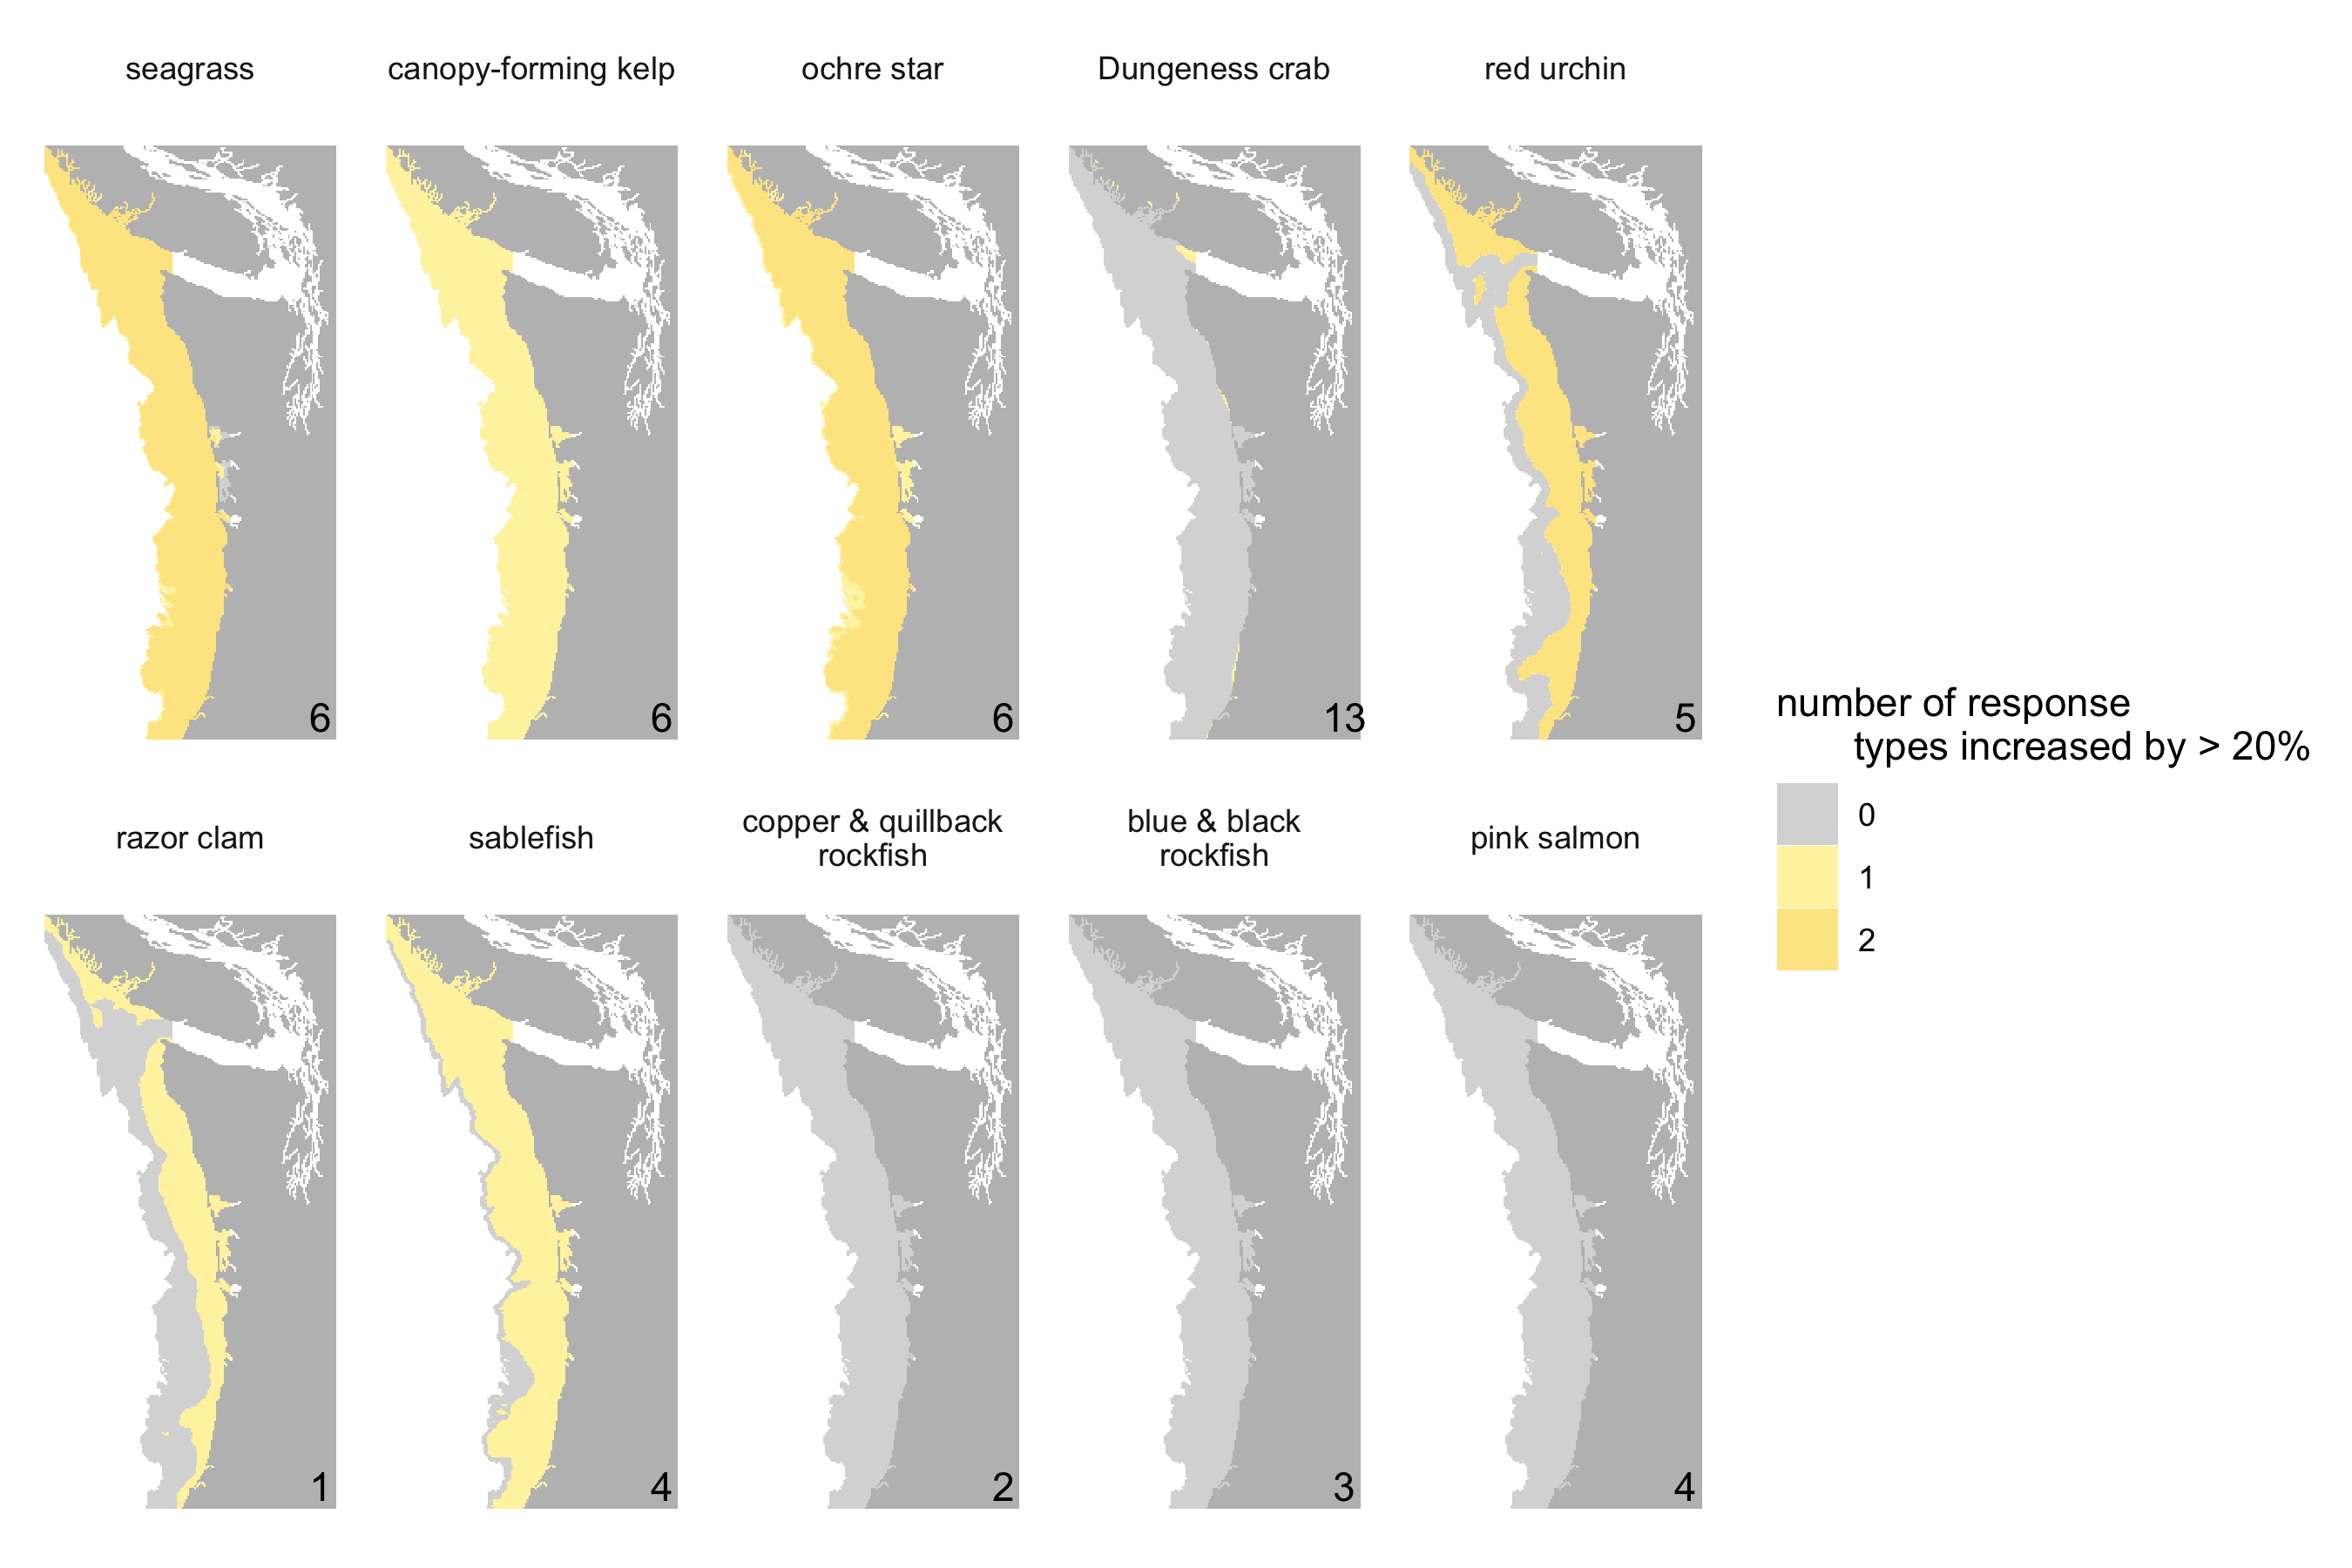 seagrass
canopy-forming kelp
ochre star
Dungeness crab
red urchin
6
6
6
13
5
razor clam
sablefish
copper & quillback
rockfish
blue & black
rockfish
pink salmon
1
4
2
3
4
number of response
types increased by > 20%
0
1
2